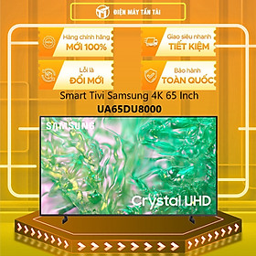 ĐIỆN MÁY TẤN TÀI
Hàng chính hãng
MỚI 100%
Giao siêu nhanh
TIẾT KIỆM
Lỗi là
ĐỔI MỚI
Bảo hành
TOÀN QUỐC
Smart Tivi Samsung 4K 65 Inch
UA65DU8000
SAMSUNG
Crystal UHD